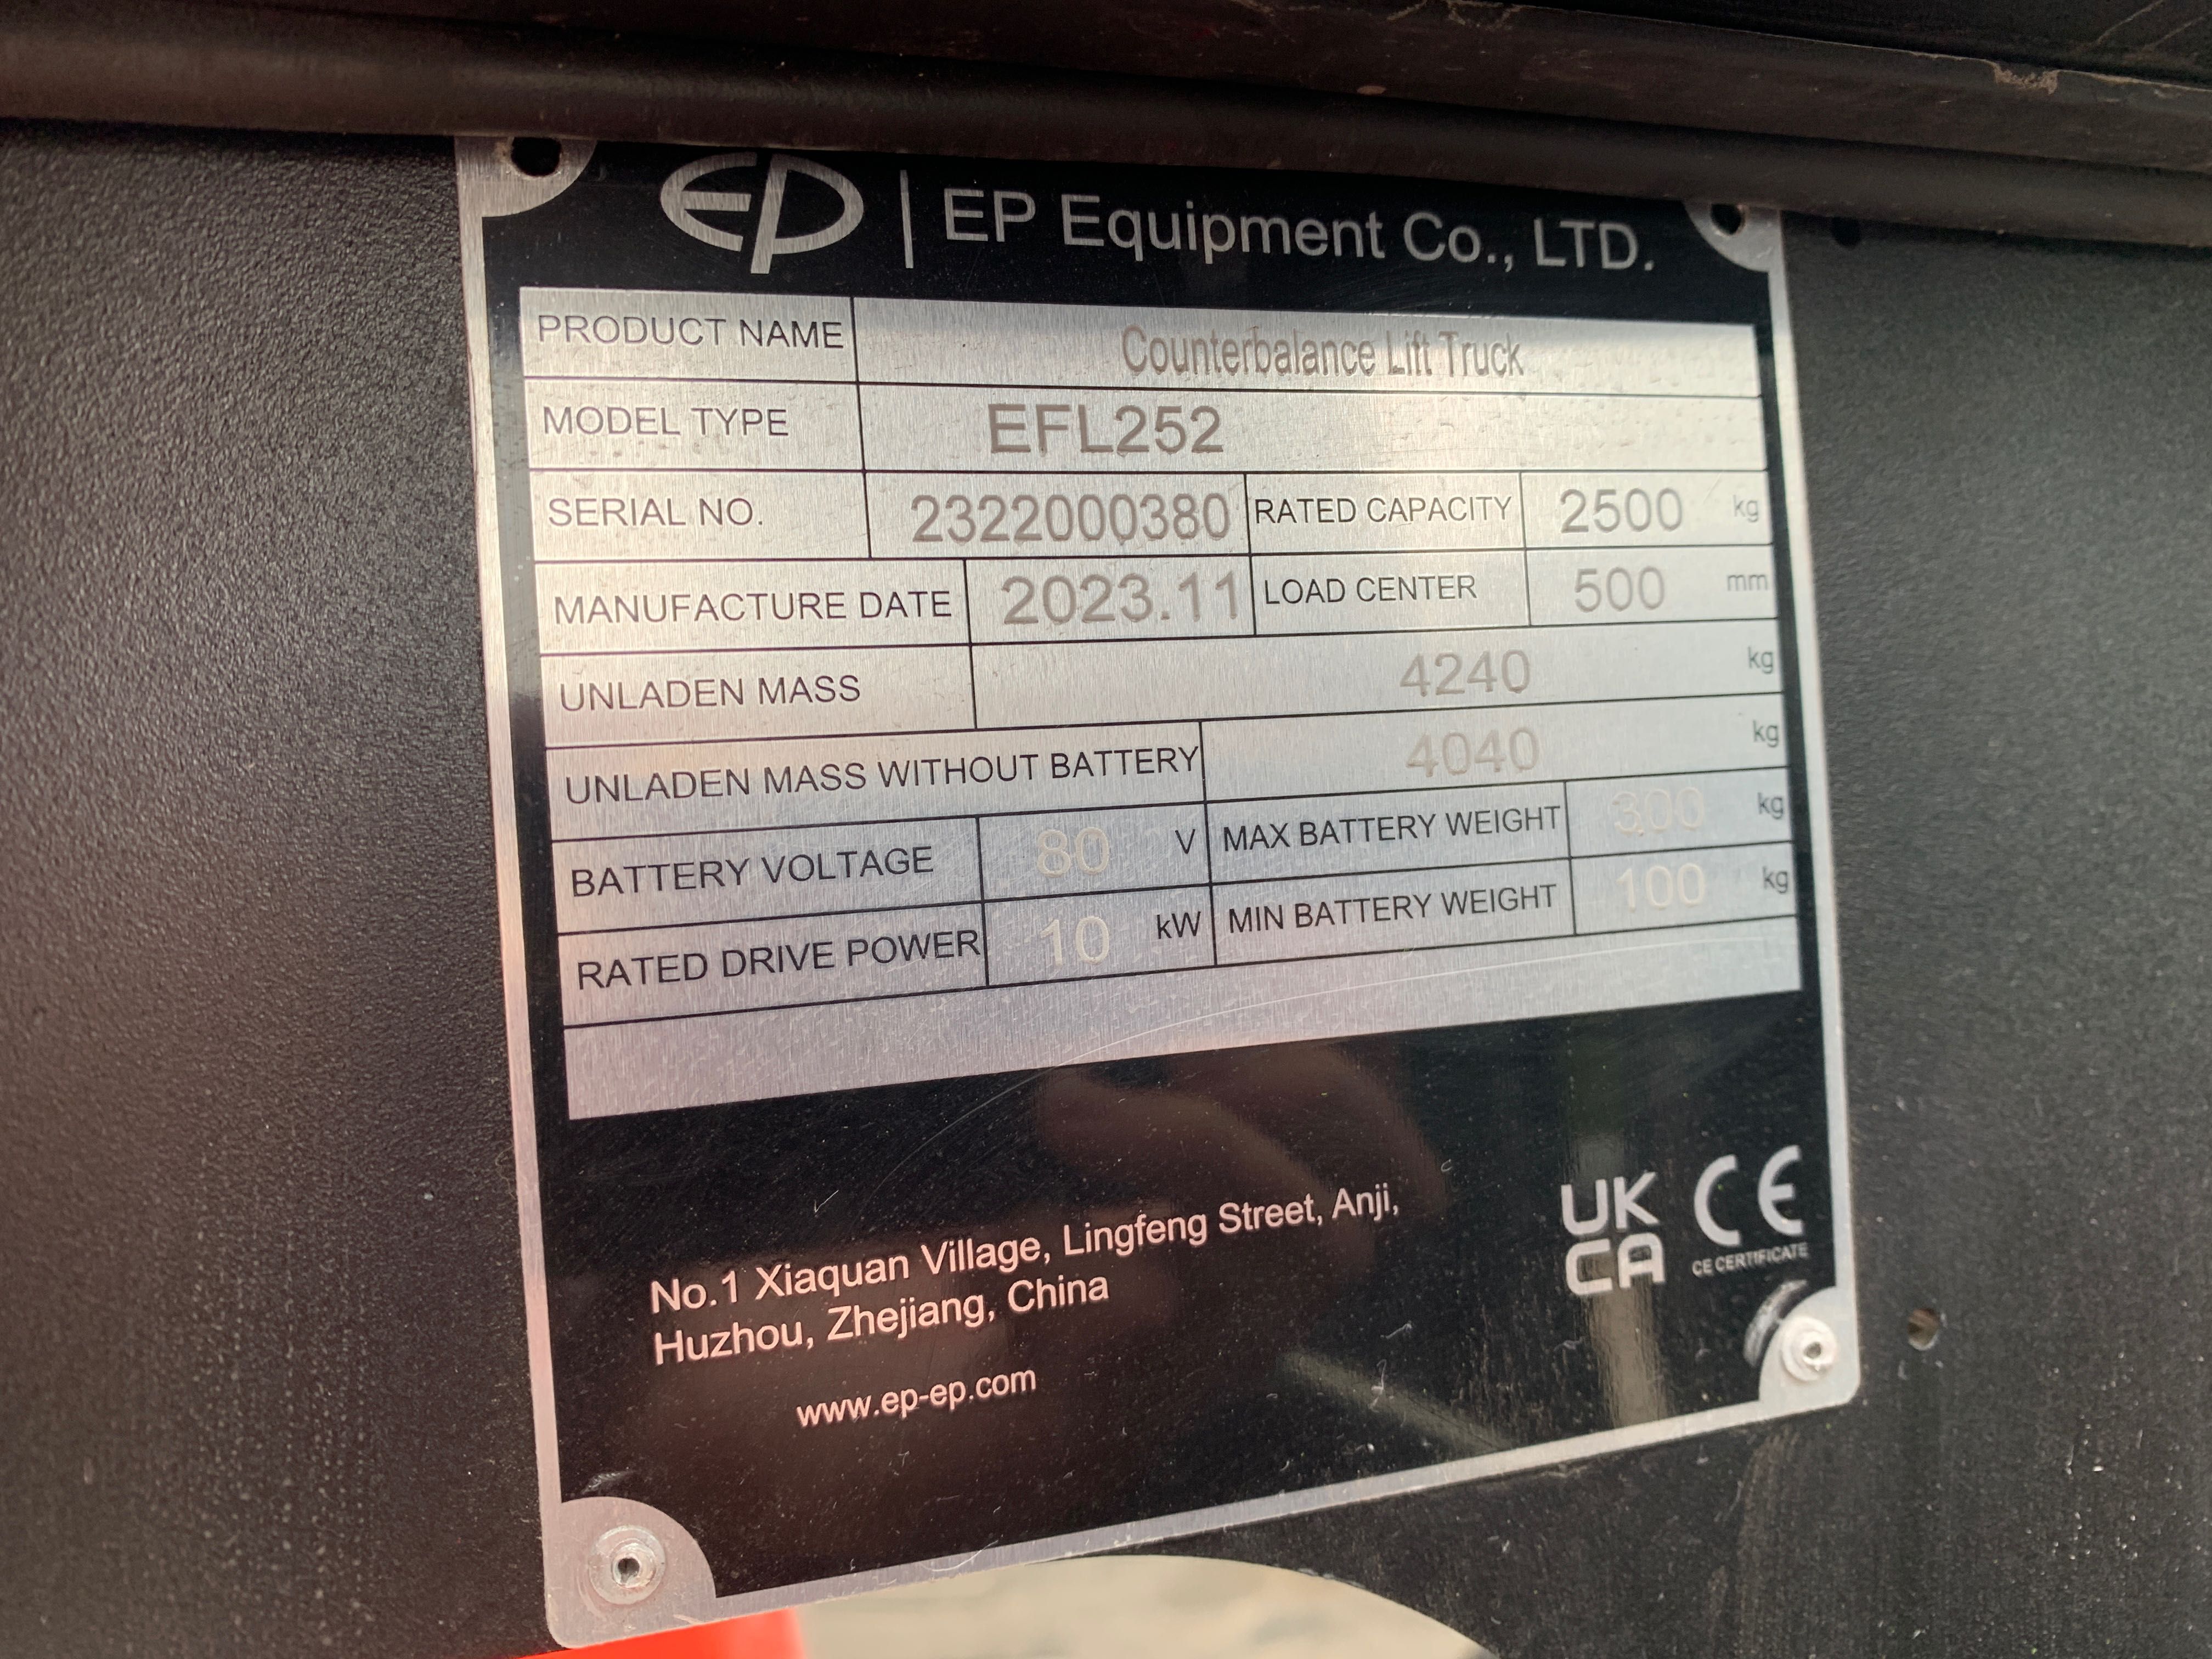 EP | EP Equipment Co., LTD.
PRODUCT NAME Counterbalance Lift Truck
MODEL TYPE EFL252
SERIAL NO. 2322000380 RATED CAPACITY 2500 kg
MANUFACTURE DATE 2023.11 LOAD CENTER 500 mm
UNLADEN MASS 4240 kg
UNLADEN MASS WITHOUT BATTERY 4040 kg
BATTERY VOLTAGE 80 V MAX BATTERY WEIGHT 300 kg
RATED DRIVE POWER 10 kW MIN BATTERY WEIGHT 100 kg
No.1 Xiaquan Village, Lingfeng Street, Anji,
Huzhou, Zhejiang, China
www.ep-ep.com
UK
CA
CE
CE CERTIFICATE